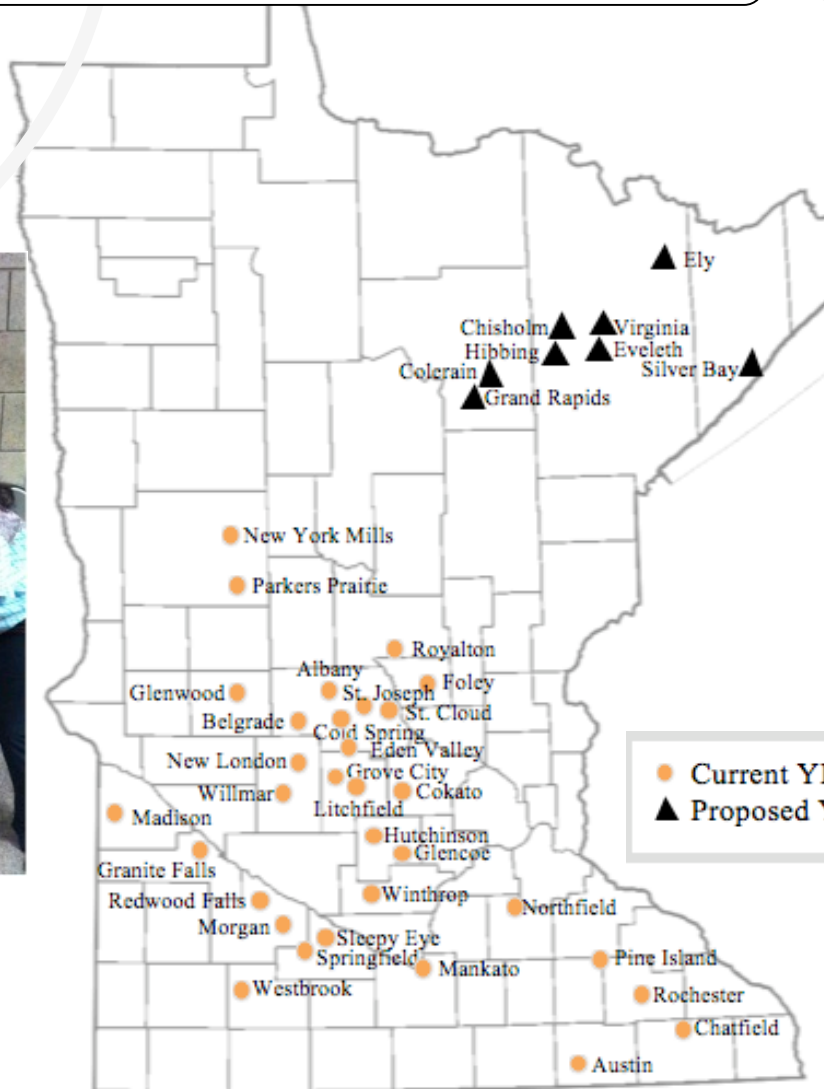 Ely
Chisholm
Virginia
Hibbing
Eveleth
Colerain
Silver Bay
Grand Rapids
New York Mills
Parkers Prairie
Royalton
Albany
Foley
Glenwood
St. Joseph
Belgrade
St. Cloud
Cold Spring
Eden Valley
New London
Grove City
Willmar
Cokato
Litchfield
Madison
Hutchinson
Glencoe
Granite Falls
Redwood Falls
Winthrop
Northfield
Morgan
Sleepy Eye
Springfield
Mankato
Pine Island
Westbrook
Rochester
Chatfield
Austin
Current
Proposed